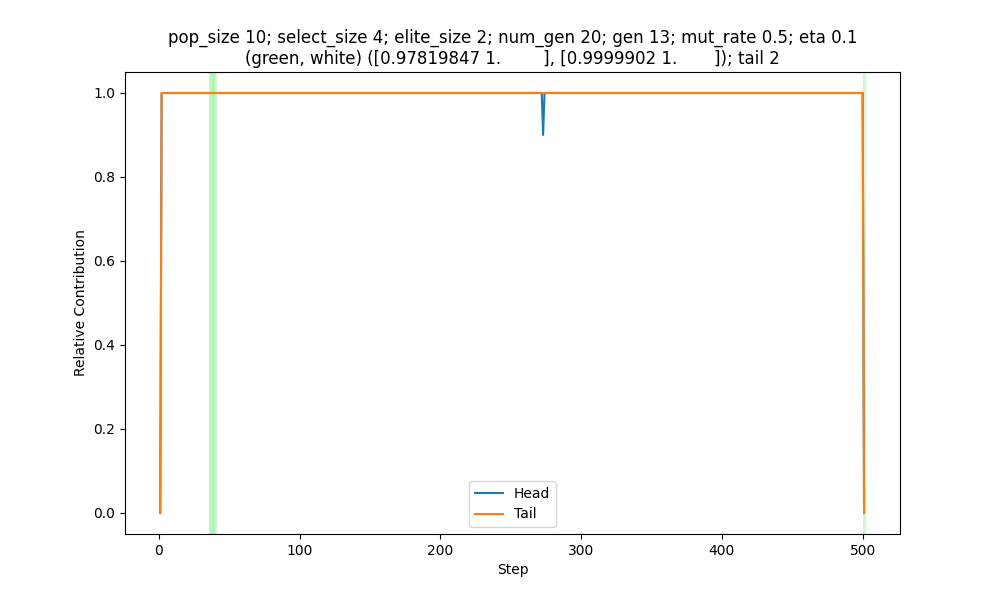 pop_size 10; select_size 4; elite_size 2; num_gen 20; gen 13; mut_rate 0.5; eta 0.1
(green, white) ([0.97819847 1.        ], [0.9999902 1.        ]); tail 2
1.0
0.8
0.6
0.4
0.2
0.0
Relative Contribution
Head
Tail
0 100 200 300 400 500
Step